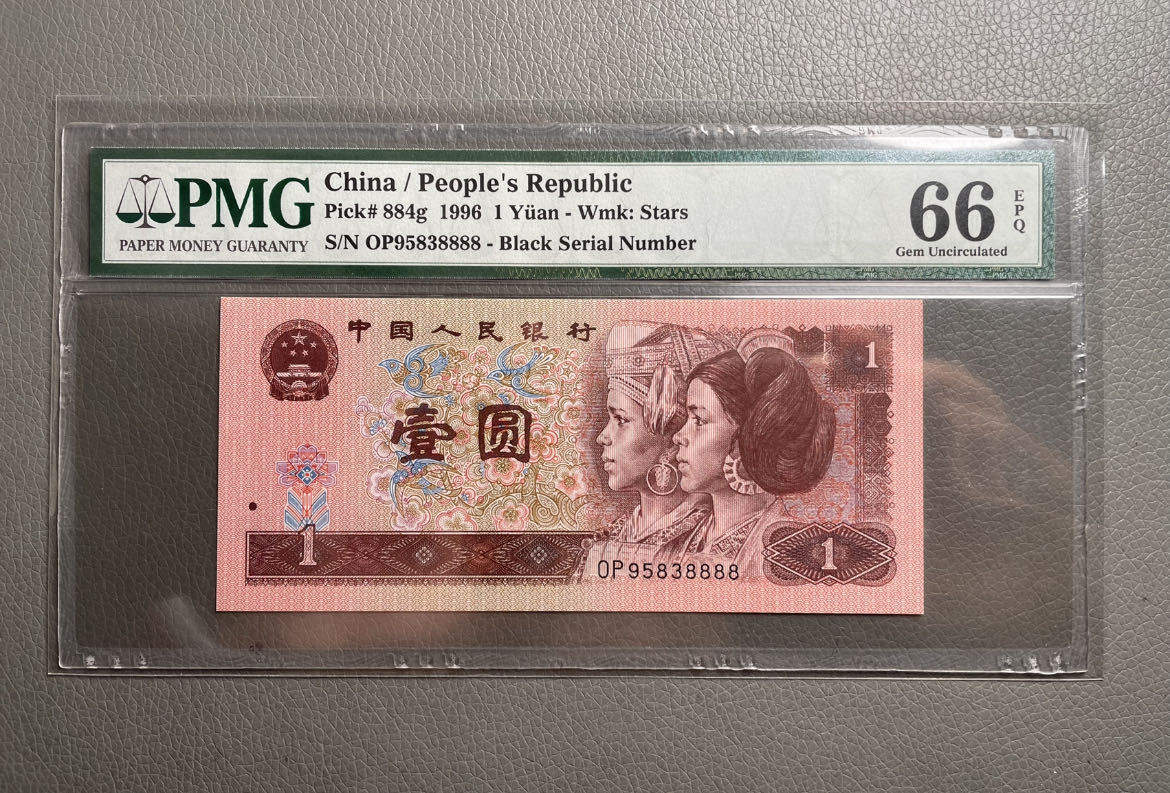 PMG
PAPER MONEY GUARANTY
China / People's Republic
Pick# 884g 1996 1 Yüan - Wmk: Stars
S/N OP95838888 - Black Serial Number
66
EPQ
Gem Uncirculated
中国人民银行
1
壹圆
1
1
OP95838888